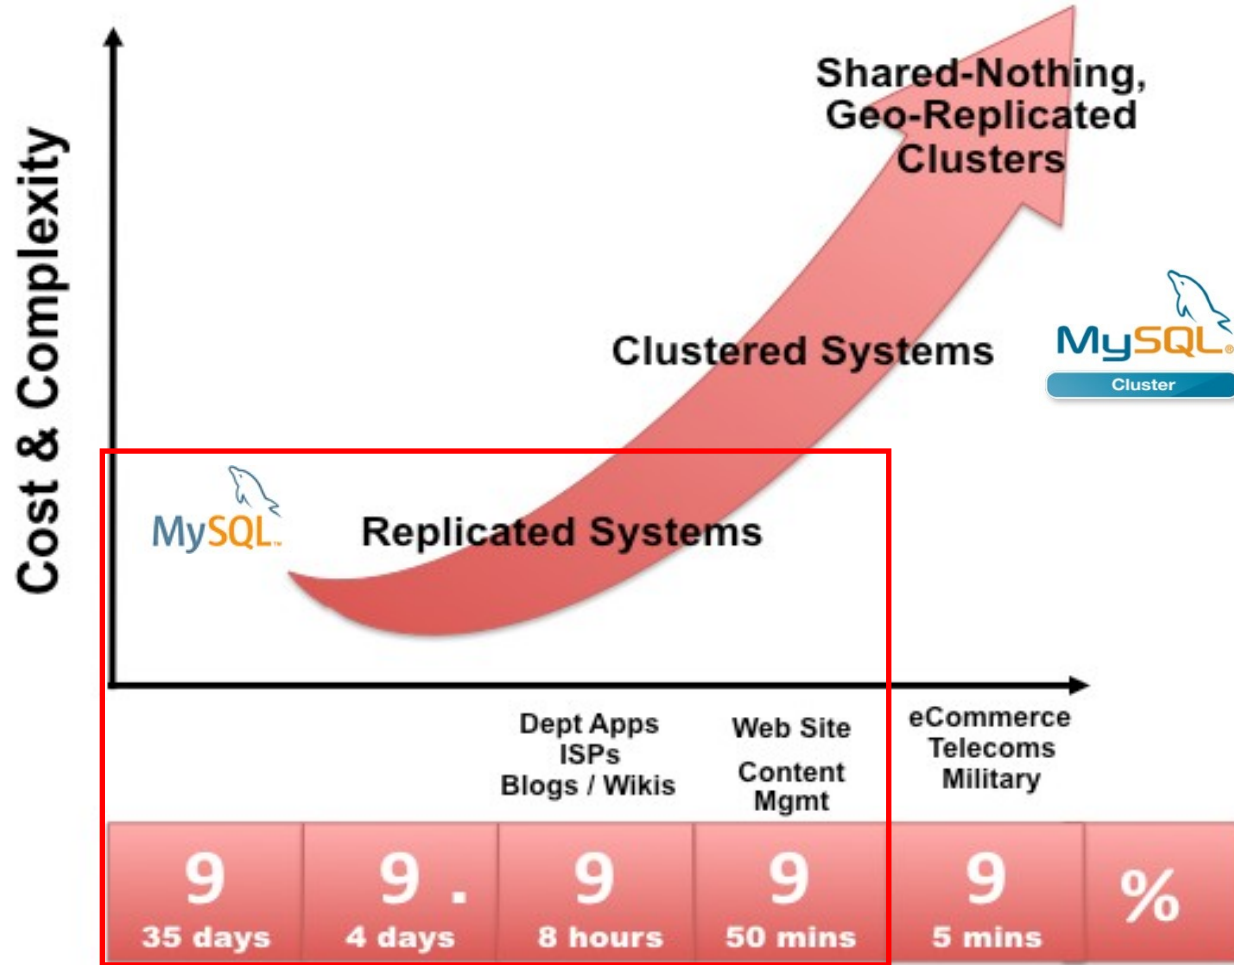 Cost & Complexity
Shared-Nothing,
Geo-Replicated
Clusters
Clustered Systems
MySQL®
Cluster
MySQL™
Replicated Systems
Dept Apps
ISPs
Blogs / Wikis
Web Site
Content
Mgmt
eCommerce
Telecoms
Military
9 9 . 9 9 9 %
35 days 4 days 8 hours 50 mins 5 mins